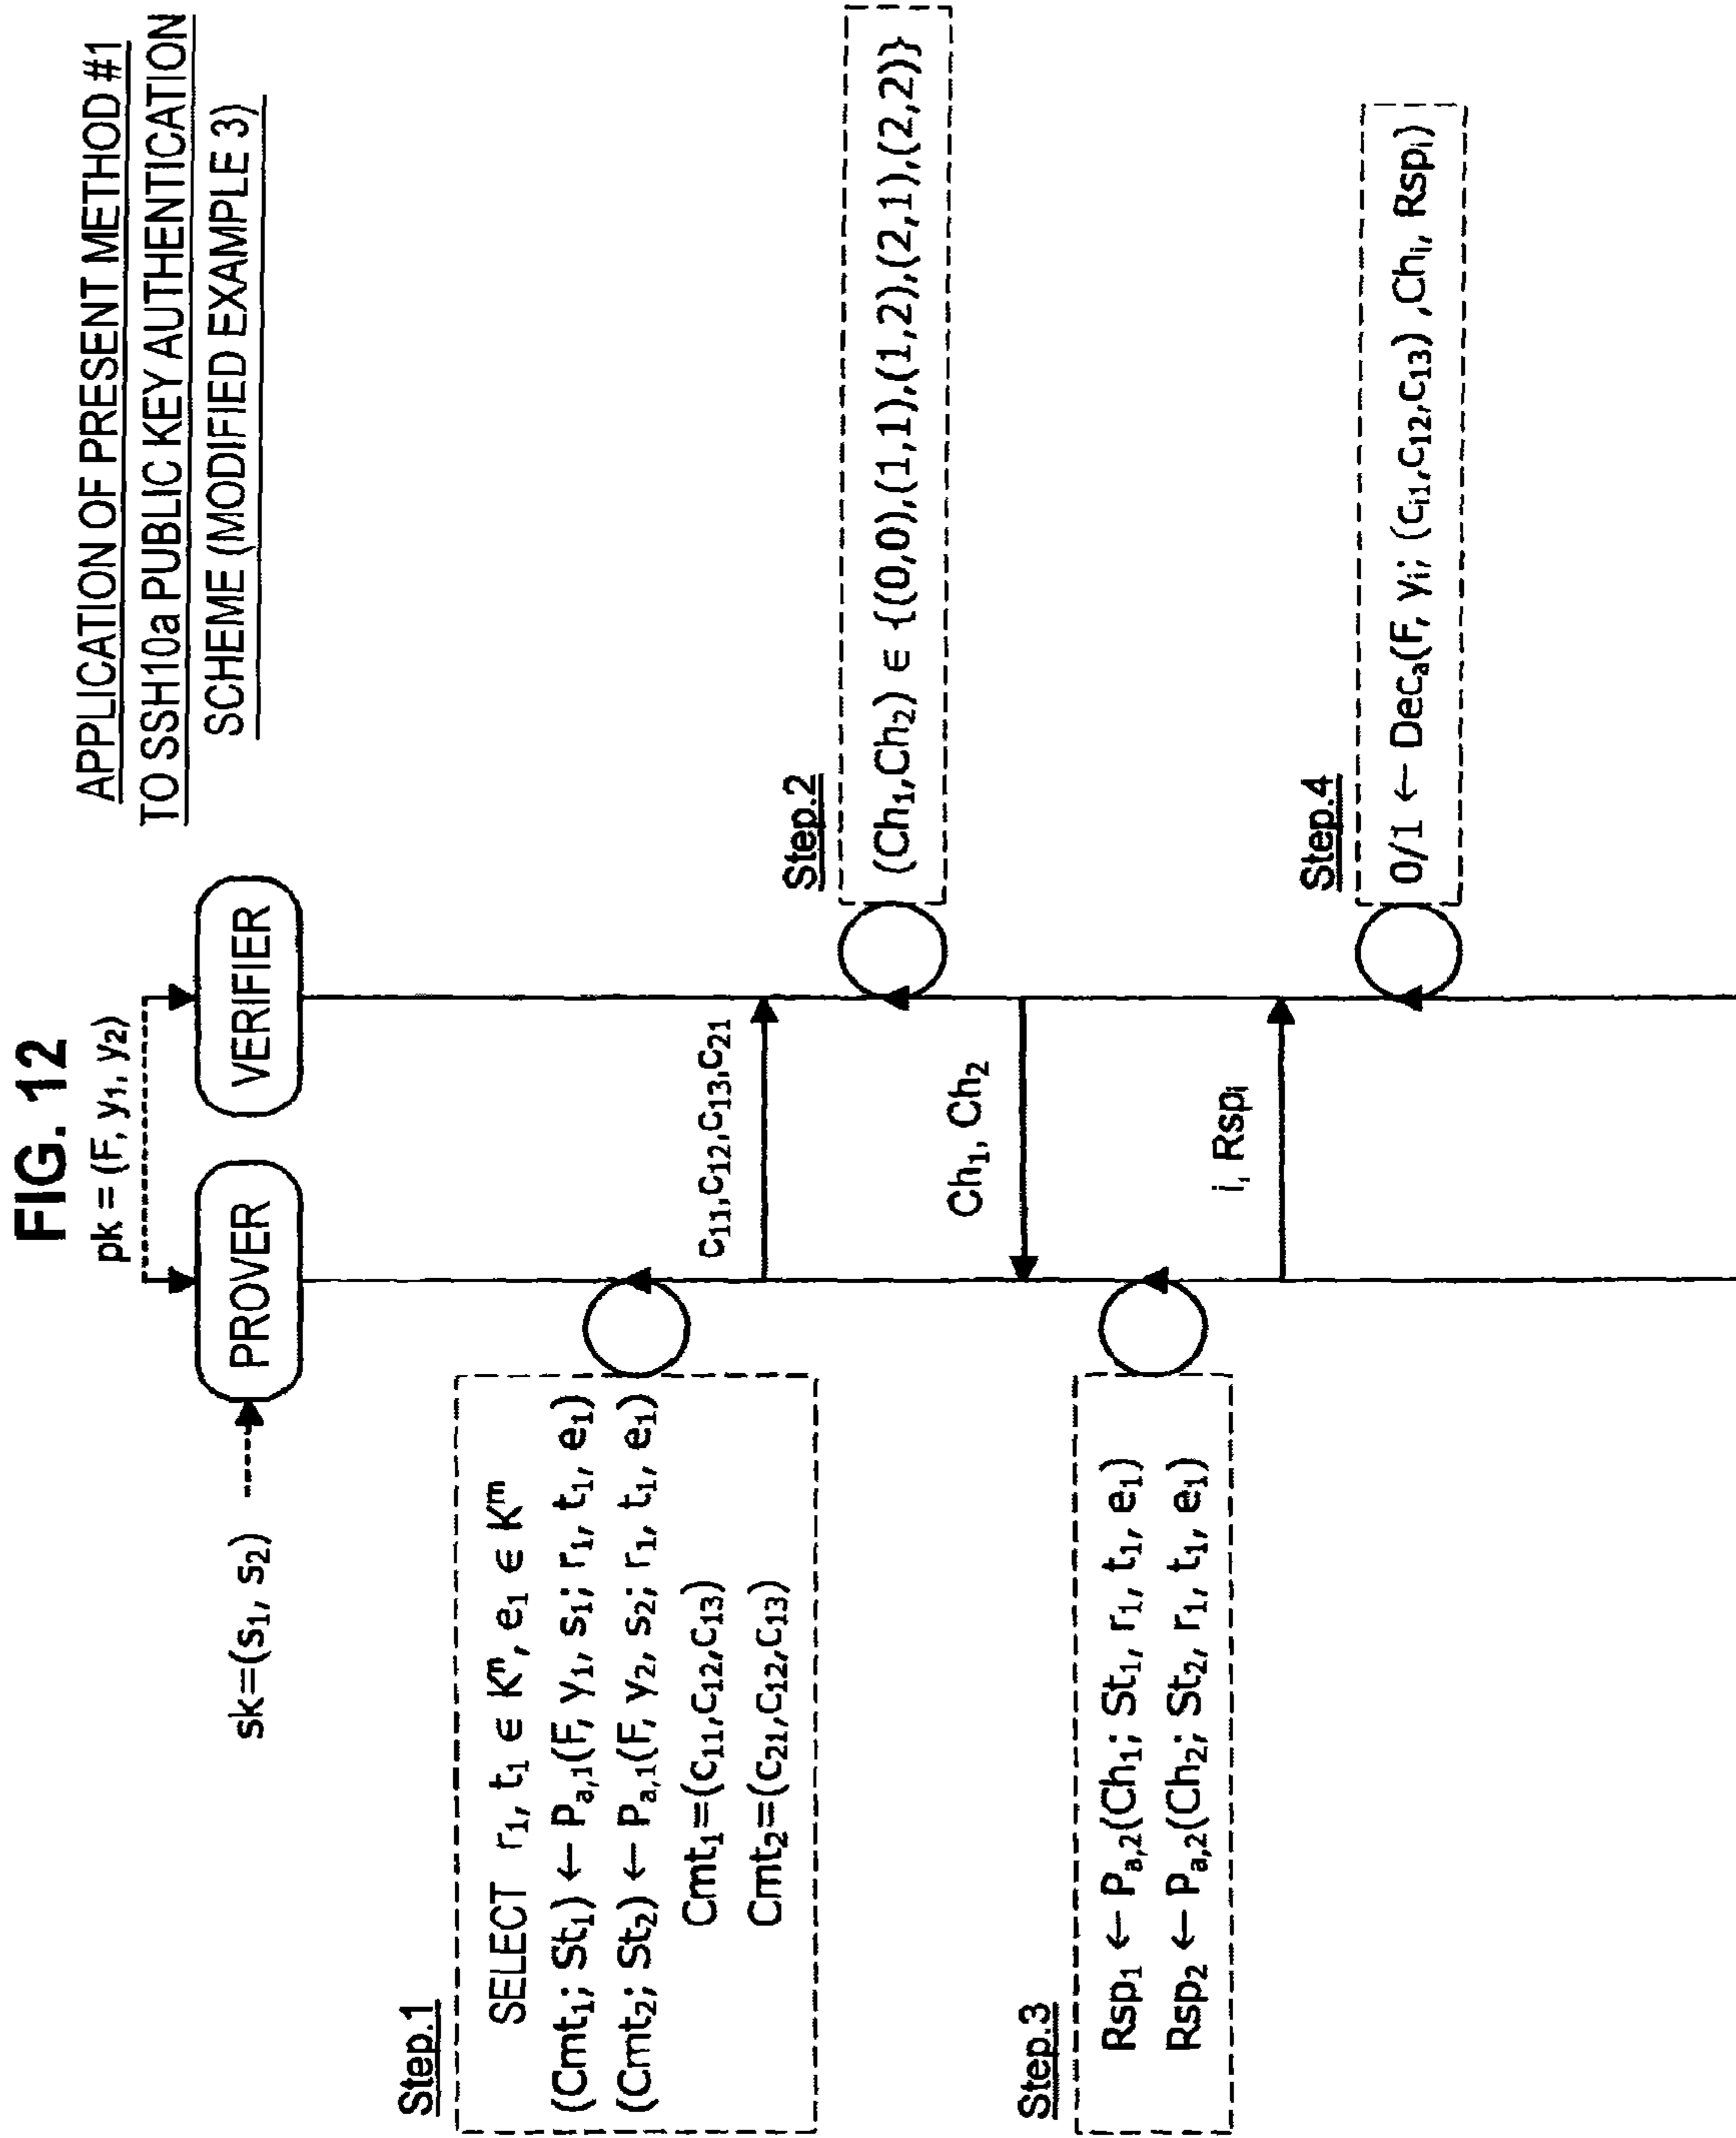 FIG. 12
APPLICATION OF PRESENT METHOD #1
TO SSH10a PUBLIC KEY AUTHENTICATION
SCHEME (MODIFIED EXAMPLE 3)
pk = (F, y₁, y₂)
sk=(s₁, s₂)
PROVER
VERIFIER
Step.1
SELECT r₁, t₁ ∈ Kⁿ, e₁ ∈ Kᵐ
(Cmt₁; St₁) ← Pₐ,₁(F, y₁, s₁; r₁, t₁, e₁)
(Cmt₂; St₂) ← Pₐ,₁(F, y₂, s₂; r₁, t₁, e₁)
Cmt₁=(c₁₁,c₁₂,c₁₃)
Cmt₂=(c₂₁,c₁₂,c₁₃)
c₁₁,c₁₂,c₁₃,c₂₁
Step.2
(Ch₁,Ch₂) ∈ {(0,0),(1,1),(1,2),(2,1),(2,2)}
Ch₁, Ch₂
Step.3
Rsp₁ ← Pₐ,₂(Ch₁; St₁, r₁, t₁, e₁)
Rsp₂ ← Pₐ,₂(Ch₂; St₂, r₁, t₁, e₁)
i, Rspᵢ
Step.4
0/1 ← Decₐ(F, yᵢ; (cᵢ₁,c₁₂,c₁₃) ,Chᵢ, Rspᵢ)